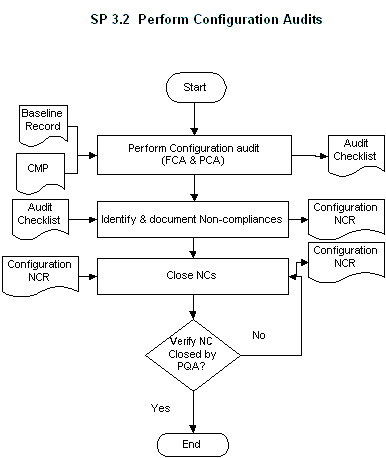 SP 3.2 Perform Configuration Audits
Start
Baseline
Record
CMP
Perform Configuration audit
(FCA & PCA)
Audit
Checklist
Audit
Checklist
Identify & document Non-compliances
Configuration
NCR
Configuration
NCR
Close NCs
Configuration
NCR
Verify NC
Closed by
PQA?
No
Yes
End